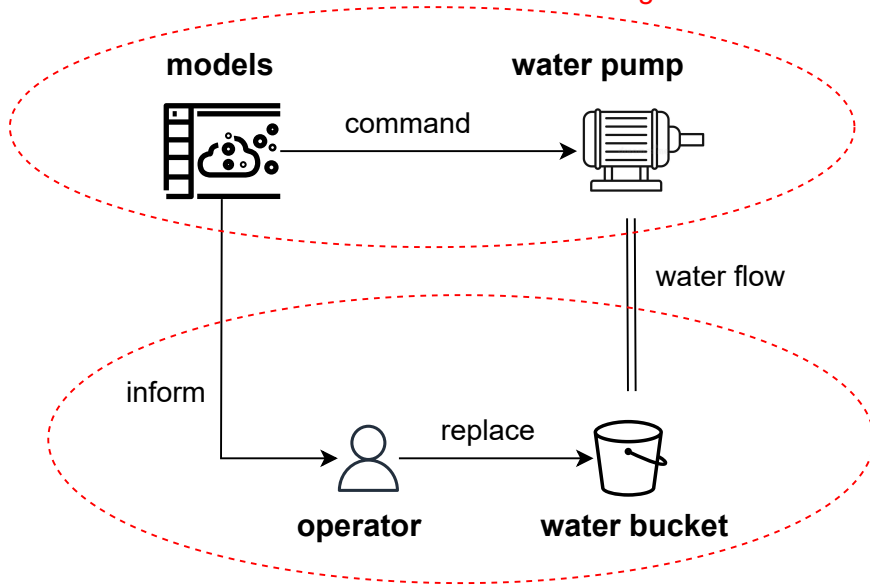 models
water pump
command
water flow
inform
replace
operator
water bucket